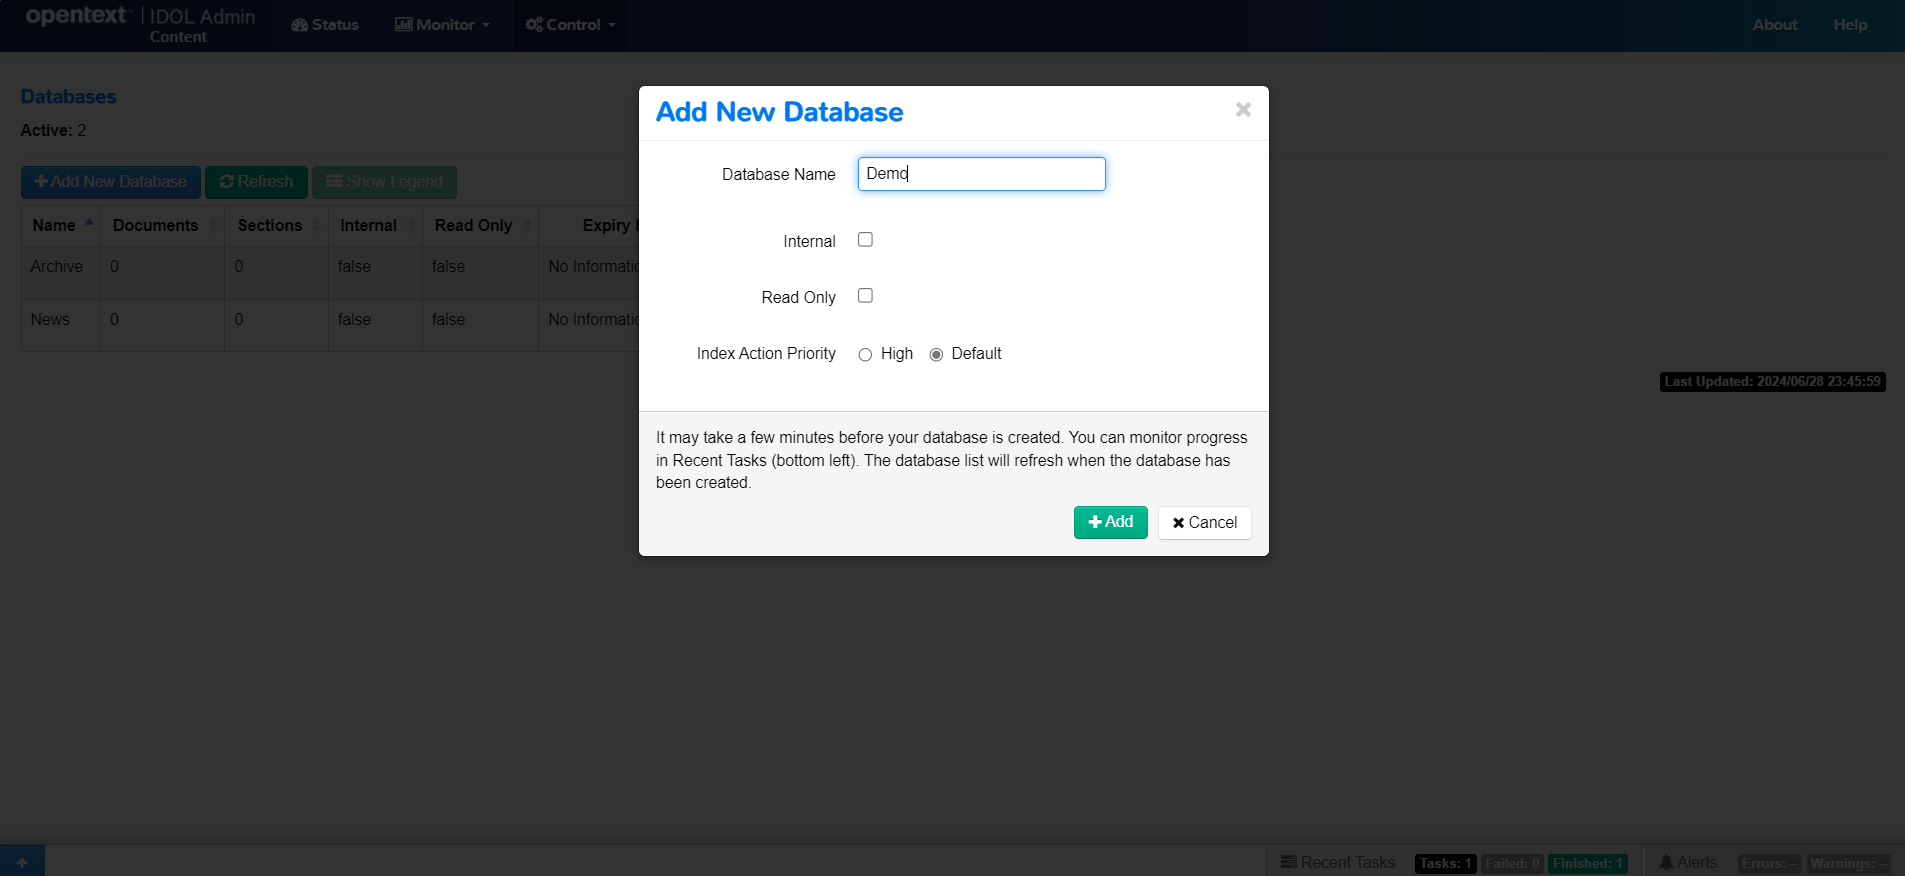 opentext™ | IDOL Admin
Content
Status
Monitor
Control
About
Help
Databases
Active: 2
Add New Database
Refresh
Show Legend
Name
Documents
Sections
Internal
Read Only
Expiry
Archive
0
0
false
false
No Informatio
News
0
0
false
false
No Informatio
Last Updated: 2024/06/28 23:45:59
Add New Database
Database Name
Demo
Internal
Read Only
Index Action Priority
High
Default
It may take a few minutes before your database is created. You can monitor progress
in Recent Tasks (bottom left). The database list will refresh when the database has
been created.
Add
Cancel
Recent Tasks
Tasks: 1
Failed: 0
Finished: 1
Alerts
Errors: –
Warnings: –